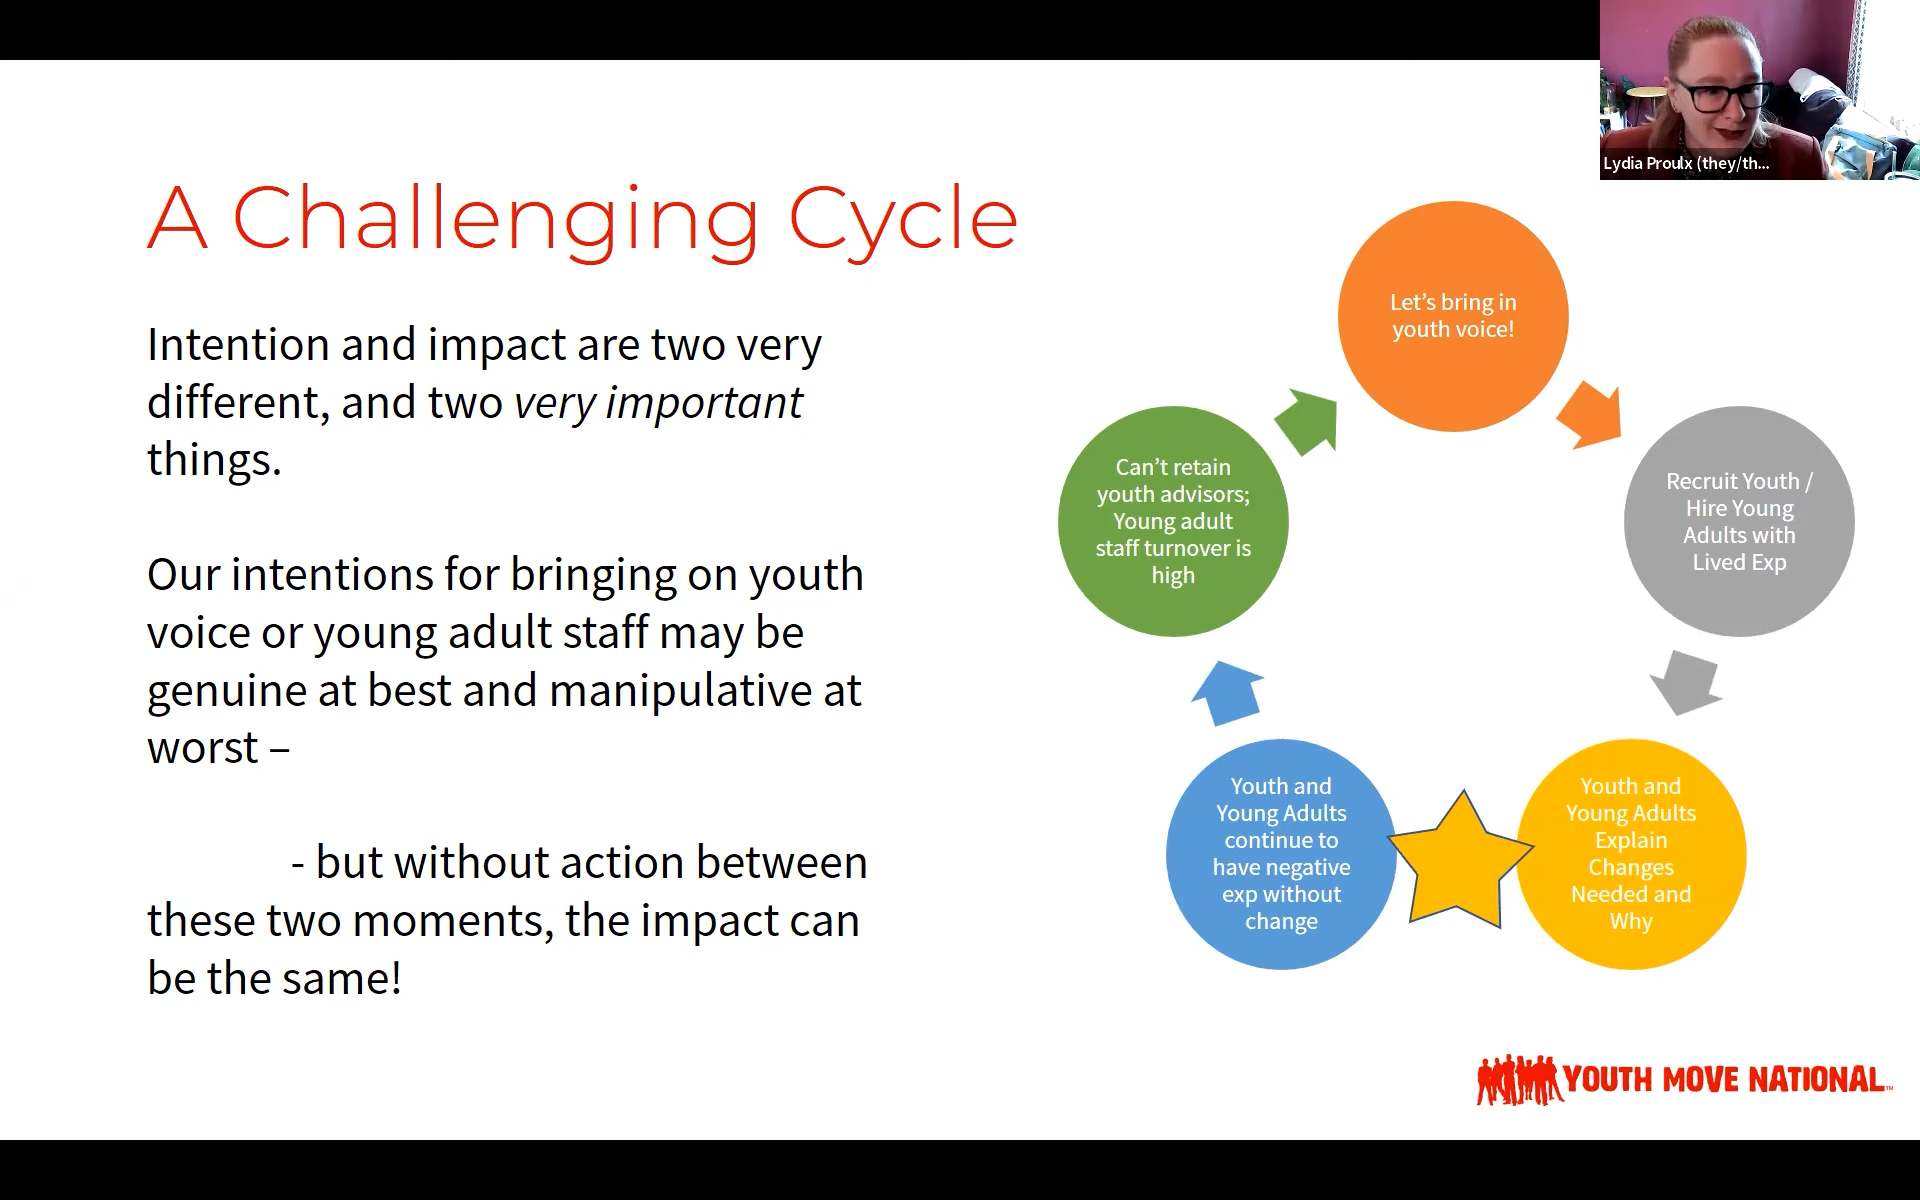 Lydia Proulx (they/th...
A Challenging Cycle
Intention and impact are two very
different, and two very important
things.
Our intentions for bringing on youth
voice or young adult staff may be
genuine at best and manipulative at
worst –
- but without action between
these two moments, the impact can
be the same!
Let’s bring in
youth voice!
Recruit Youth /
Hire Young
Adults with
Lived Exp
Youth and
Young Adults
Explain
Changes
Needed and
Why
Youth and
Young Adults
continue to
have negative
exp without
change
Can’t retain
youth advisors;
Young adult
staff turnover is
high
YOUTH MOVE NATIONAL™